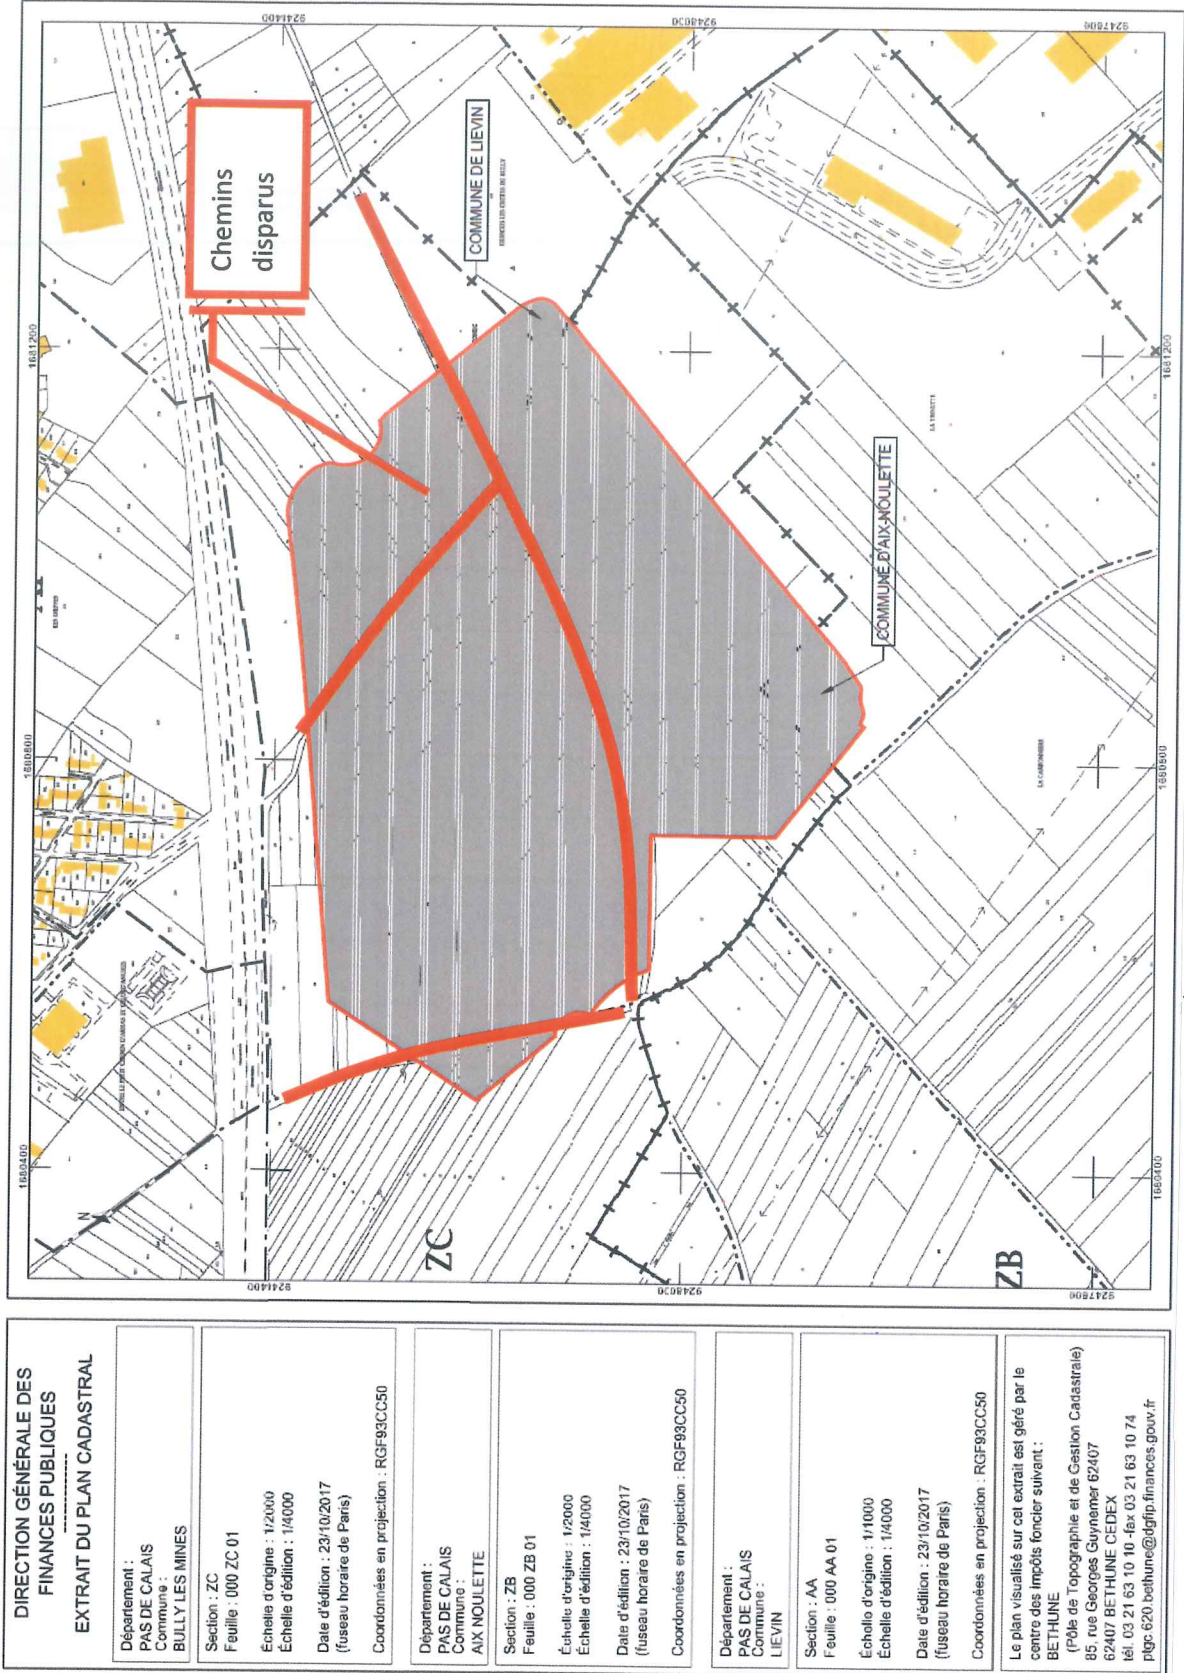 DIRECTION GÉNÉRALE DES
FINANCES PUBLIQUES
EXTRAIT DU PLAN CADASTRAL
Département :
PAS DE CALAIS
Commune :
BULLY LES MINES
Section : ZC
Feuille : 000 ZC 01
Échelle d'origine : 1/2000
Échelle d'édition : 1/4000
Date d'édition : 23/10/2017
(fuseau horaire de Paris)
Coordonnées en projection : RGF93CC50
Département :
PAS DE CALAIS
Commune :
AIX NOULETTE
Section : ZB
Feuille : 000 ZB 01
Échelle d'origine : 1/2000
Échelle d'édition : 1/4000
Date d'édition : 23/10/2017
(fuseau horaire de Paris)
Coordonnées en projection : RGF93CC50
Département :
PAS DE CALAIS
Commune :
LIEVIN
Section : AA
Feuille : 000 AA 01
Échelle d'origine : 1/1000
Échelle d'édition : 1/4000
Date d'édition : 23/10/2017
(fuseau horaire de Paris)
Coordonnées en projection : RGF93CC50
Le plan visualisé sur cet extrait est géré par le
centre des impôts foncier suivant :
BETHUNE
(Pôle de Topographie et de Gestion Cadastrale)
85, rue Georges Guynemer 62407
62407 BETHUNE CEDEX
tél. 03 21 63 10 10 -fax 03 21 63 10 74
ptgc.620.bethune@dgfip.finances.gouv.fr
1680400
1680800
1681200
N
Chemins
disparus
COMMUNE DE LIEVIN
COMMUNE D'AIX-NOULETTE
LA CARBONNIERE
ZC
ZB
9248000
9247600
9248000
9247600
1680400
1680800
1681200